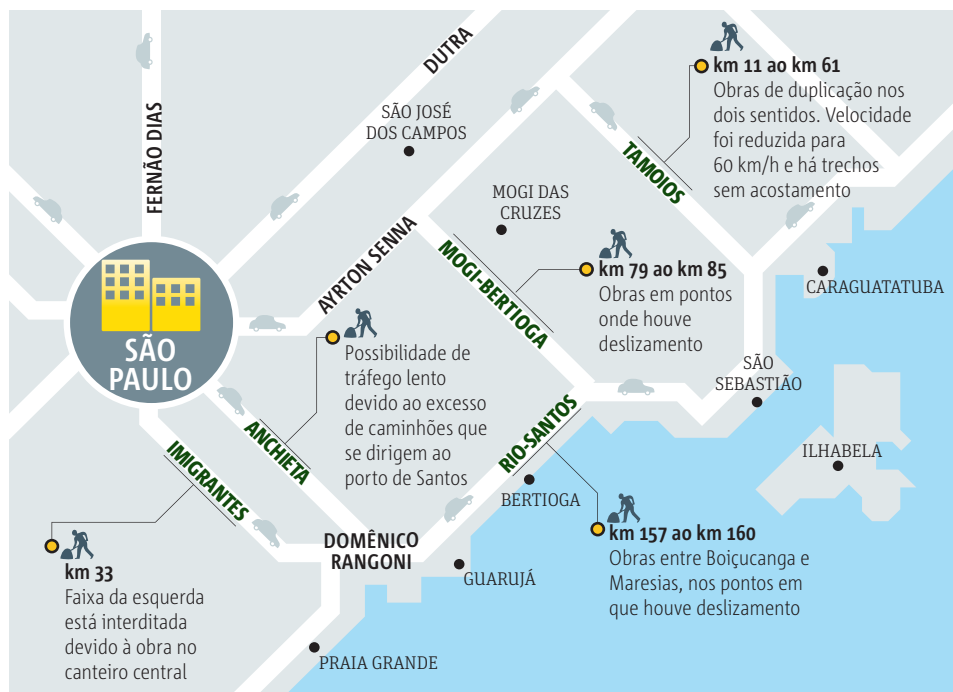 FERNÃO DIAS
DUTRA
SÃO JOSÉ
DOS CAMPOS
km 11 ao km 61
Obras de duplicação nos
dois sentidos. Velocidade
foi reduzida para
60 km/h e há trechos
sem acostamento
TAMOIOS
MOGI DAS
CRUZES
AYRTON SENNA
MOGI-BERTIOGA
km 79 ao km 85
Obras em pontos
onde houve
deslizamento
CARAGUATATUBA
SÃO
PAULO
Possibilidade de
tráfego lento
devido ao excesso
de caminhões que
se dirigem ao
porto de Santos
SÃO
SEBASTIÃO
ANCHIETA
IMIGRANTES
RIO-SANTOS
ILHABELA
BERTIOGA
km 157 ao km 160
Obras entre Boiçucanga e
Maresias, nos pontos em
que houve deslizamento
DOMÊNICO
RANGONI
GUARUJÁ
km 33
Faixa da esquerda
está interditada
devido à obra no
canteiro central
PRAIA GRANDE